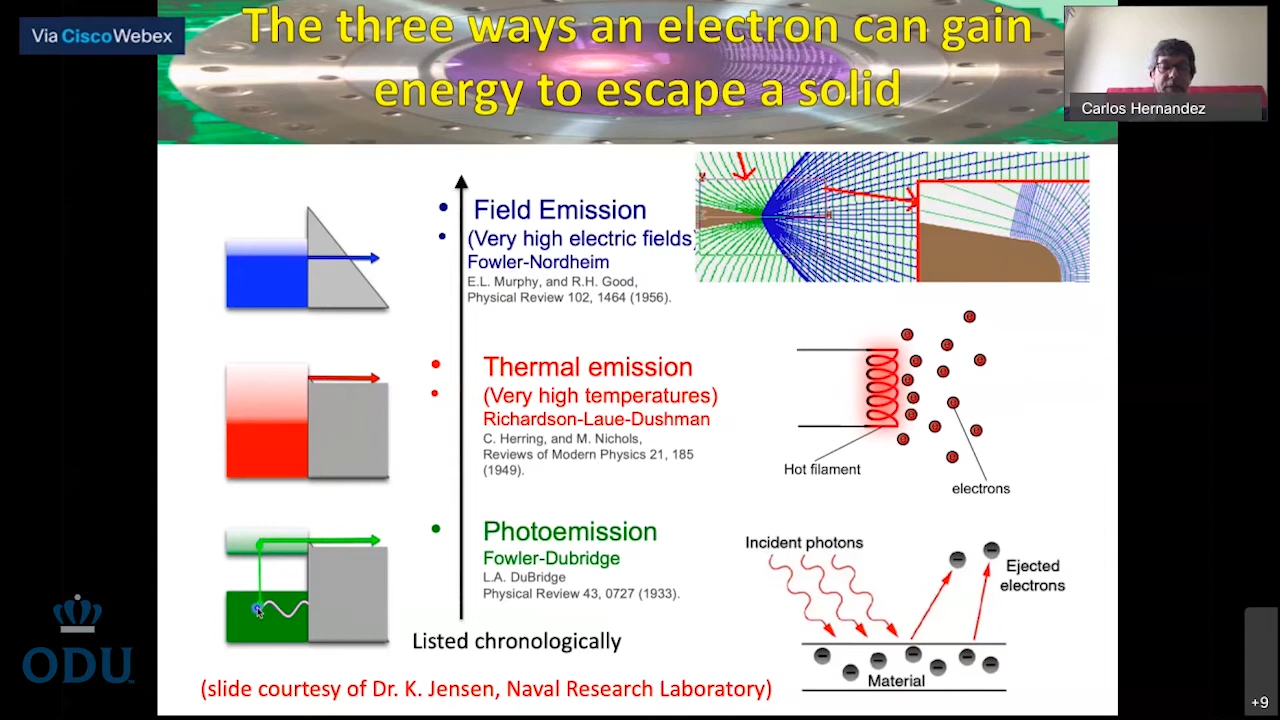 Via CiscoWebex
The three ways an electron can gain
energy to escape a solid
Carlos Hernandez
• Field Emission
• (Very high electric fields)
Fowler-Nordheim
E.L. Murphy, and R.H. Good,
Physical Review 102, 1464 (1956).
• Thermal emission
• (Very high temperatures)
Richardson-Laue-Dushman
C. Herring, and M. Nichols,
Reviews of Modern Physics 21, 185
(1949).
Hot filament
electrons
• Photoemission
Fowler-Dubridge
L.A. DuBridge
Physical Review 43, 0727 (1933).
Incident photons
Ejected
electrons
Material
Listed chronologically
ODU
(slide courtesy of Dr. K. Jensen, Naval Research Laboratory)
+9